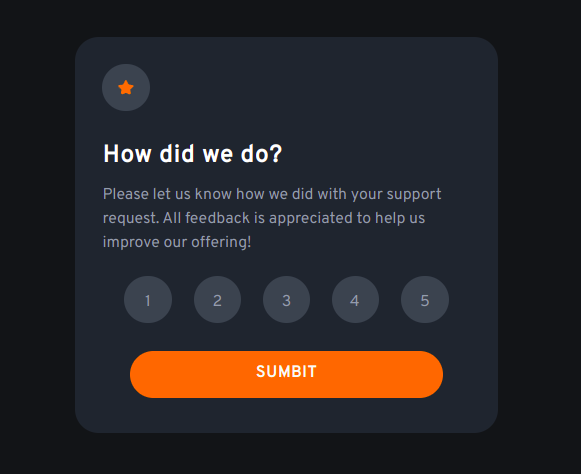 How did we do?
Please let us know how we did with your support
request. All feedback is appreciated to help us
improve our offering!
1 2 3 4 5
SUMBIT